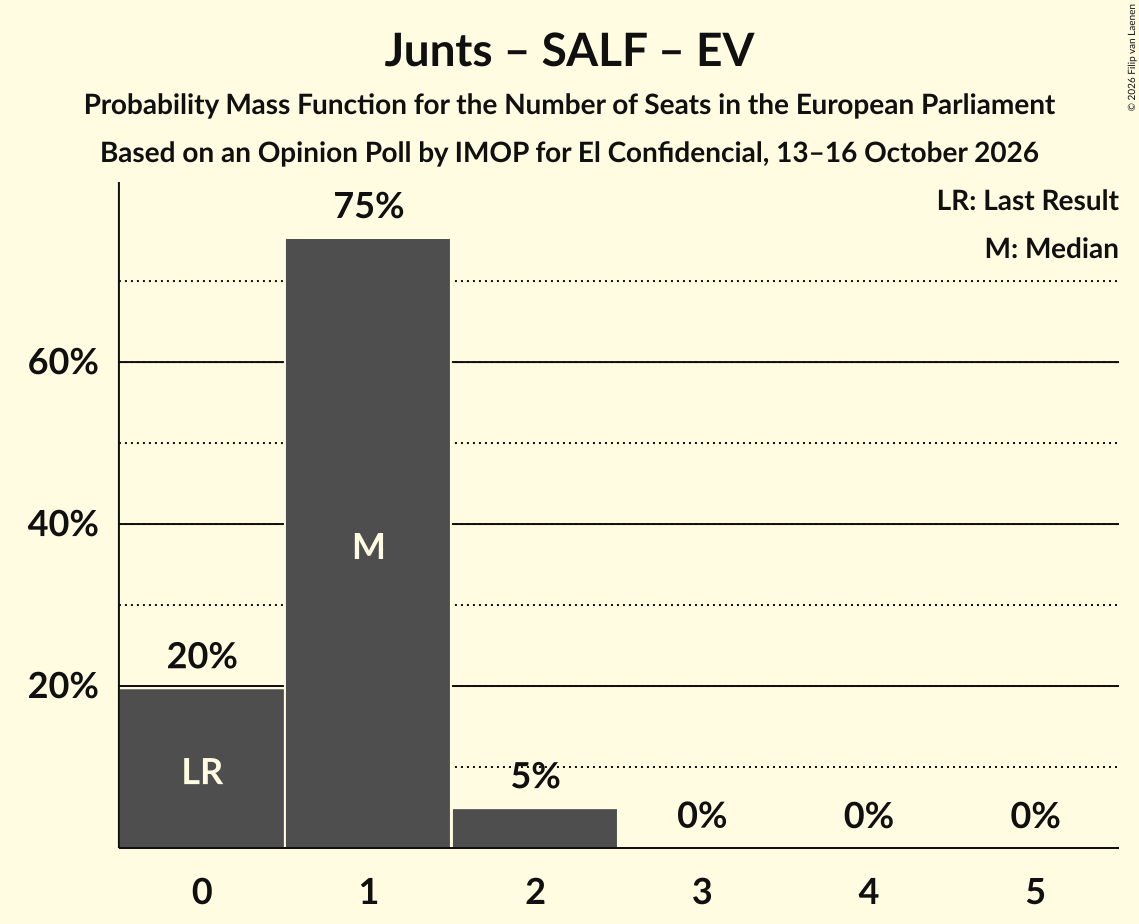 Junts – SALF – EV
Probability Mass Function for the Number of Seats in the European Parliament
Based on an Opinion Poll by IMOP for El Confidencial, 13–16 October 2026
© 2026 Filip van Laenen
LR: Last Result
M: Median
75%
60%
40%
M
20%
20%
LR
5%
0%
0%
0%
0
1
2
3
4
5